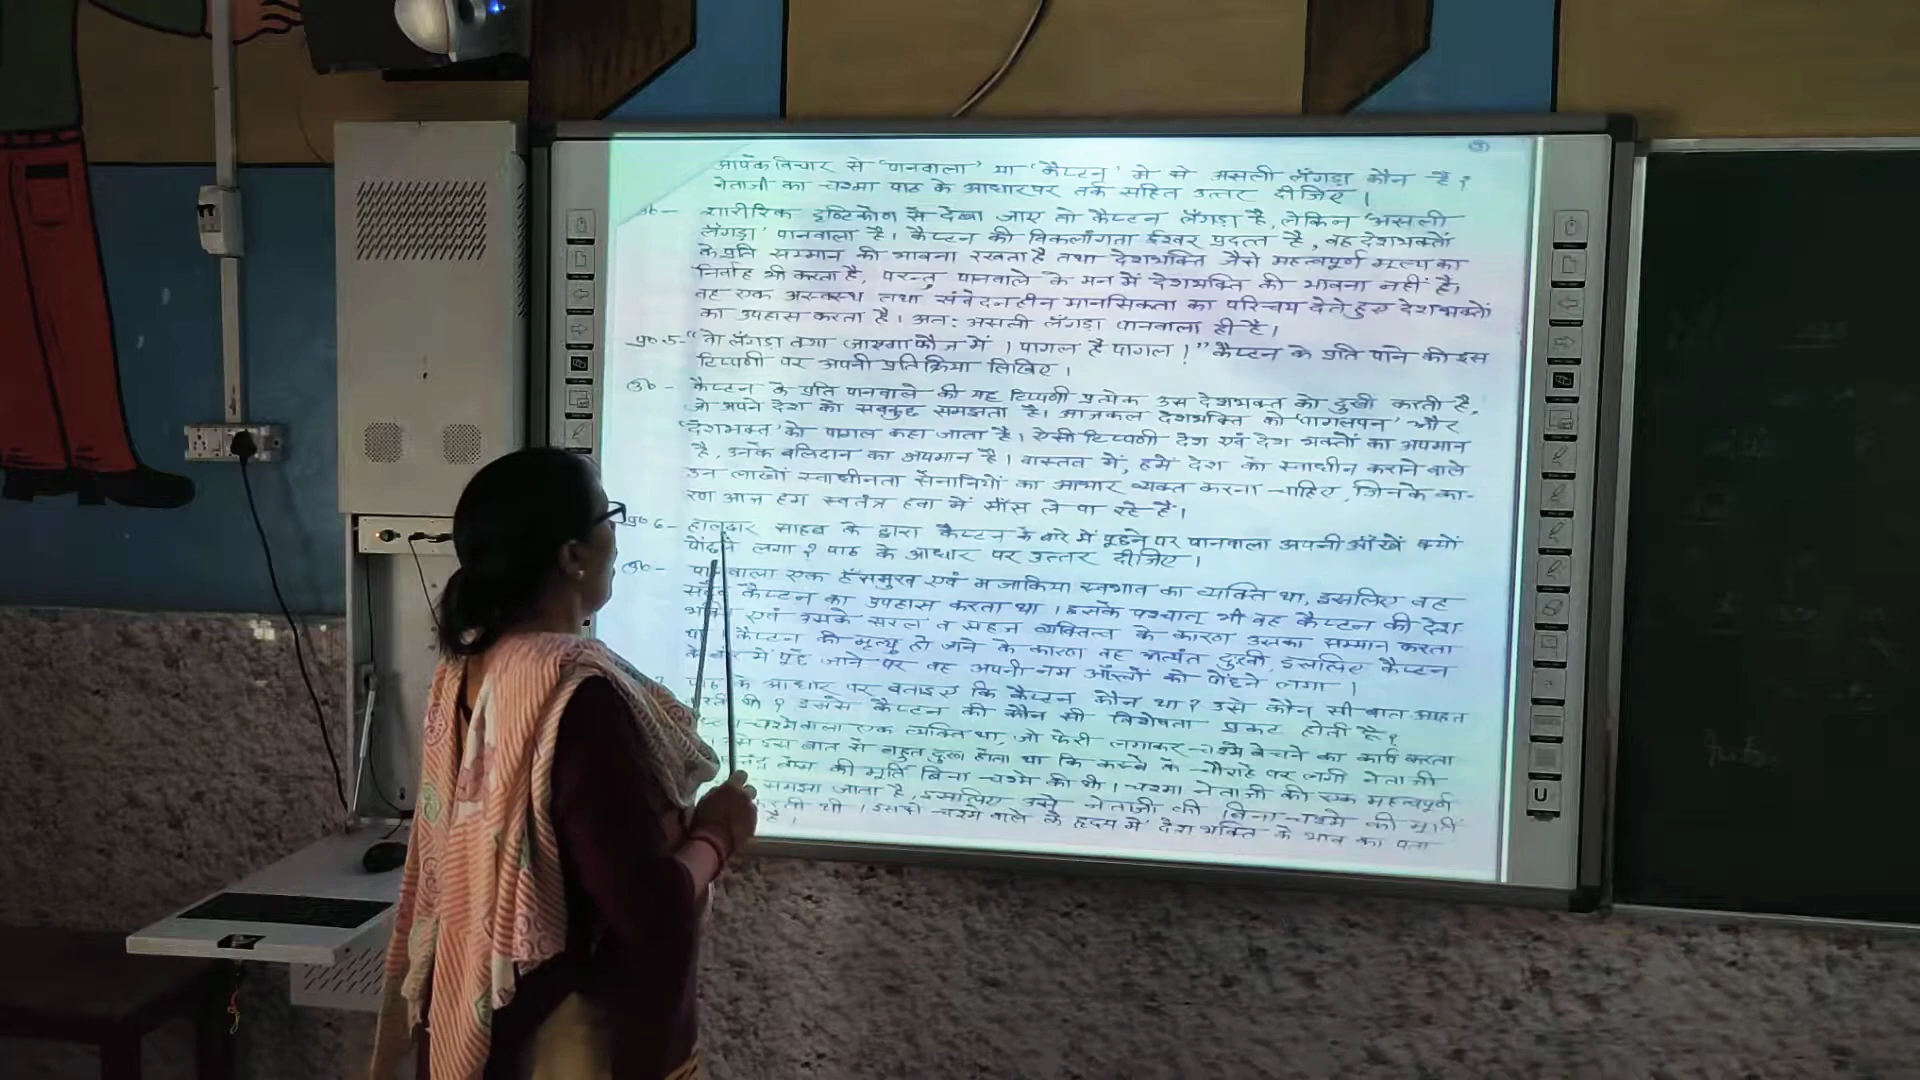 आपके विचार से 'पानवाला' या 'कैप्टन' में से असली लँगड़ा कौन है?
नेताजी का चश्मा पाठ के आधार पर तर्क सहित उत्तर दीजिए।
उ०- शारीरिक दृष्टिकोण से देखा जाए तो कैप्टन लँगड़ा है, लेकिन 'असली
लँगड़ा' पानवाला है। कैप्टन की विकलाँगता ईश्वर प्रदत्त है, वह देशभक्तों
के प्रति सम्मान की भावना रखता है तथा देशभक्ति जैसे महत्वपूर्ण मूल्य का
निर्वाह भी करता है, परन्तु पानवाले के मन में देशभक्ति की भावना नहीं है,
वह एक अस्वस्थ तथा संवेदनहीन मानसिकता का परिचय देते हुए देशभक्तों
का उपहास करता है। अत: असली लँगड़ा पानवाला ही है।
प्र०5- "वो लँगड़ा क्या जाएगा फौज में। पागल है पागल!" कैप्टन के प्रति पाने की इस
टिप्पणी पर अपनी प्रतिक्रिया लिखिए।
उ०- कैप्टन के प्रति पानवाले की यह टिप्पणी प्रत्येक उस देशभक्त को दुखी करती है,
जो अपने देश को सबकुछ समझता है। आजकल देशभक्ति को 'पागलपन' और
'देशभक्त' को पागल कहा जाता है। ऐसी टिप्पणी देश एवं देश भक्तों का अपमान
है, उनके बलिदान का अपमान है। वास्तव में, हमें देश को स्वाधीन कराने वाले
उन लाखों स्वाधीनता सेनानियों का आभार व्यक्त करना चाहिए, जिनके का-
रण आज हम स्वतंत्र हवा में साँस ले पा रहे हैं।
प्र० 6- हालदार साहब के द्वारा कैप्टन के बारे में पूछने पर पानवाला अपनी आँखें क्यों
पोंछने लगा? पाठ के आधार पर उत्तर दीजिए।
उ०- वाला एक हँसमुख एवं मजाकिया स्वभाव का व्यक्ति था, इसलिए वह
कैप्टन का उपहास करता था। इसके पश्चात् भी वह कैप्टन की देश-
एवं उसके सरल व सहज व्यक्तित्व के कारण उसका सम्मान करता
कैप्टन की मृत्यु हो जाने के कारण वह अत्यंत दुखी, इसलिए कैप्टन
के बारे में पूछे जाने पर वह अपनी नम आँखों को पोंछने लगा।
पाठ के आधार पर बताइए कि कैप्टन कौन था? उसे कौन सी बात आहत
थी? इससे कैप्टन की कौन सी विशेषता प्रकट होती है?
चश्मेवाला एक व्यक्ति था, जो फेरी लगाकर चश्मे बेचने का कार्य करता
इस बात से बहुत दुख होता था कि कस्बे के चौराहे पर लगी नेताजी
की मूर्ति बिना चश्मे की थी। चश्मा नेताजी की एक महत्वपूर्ण
समझा जाता है, इसलिए उसे नेताजी की बिना चश्मे की मूर्ति
थी। इससे चश्मे वाले के हृदय में देशभक्ति के भाव का पता
है।